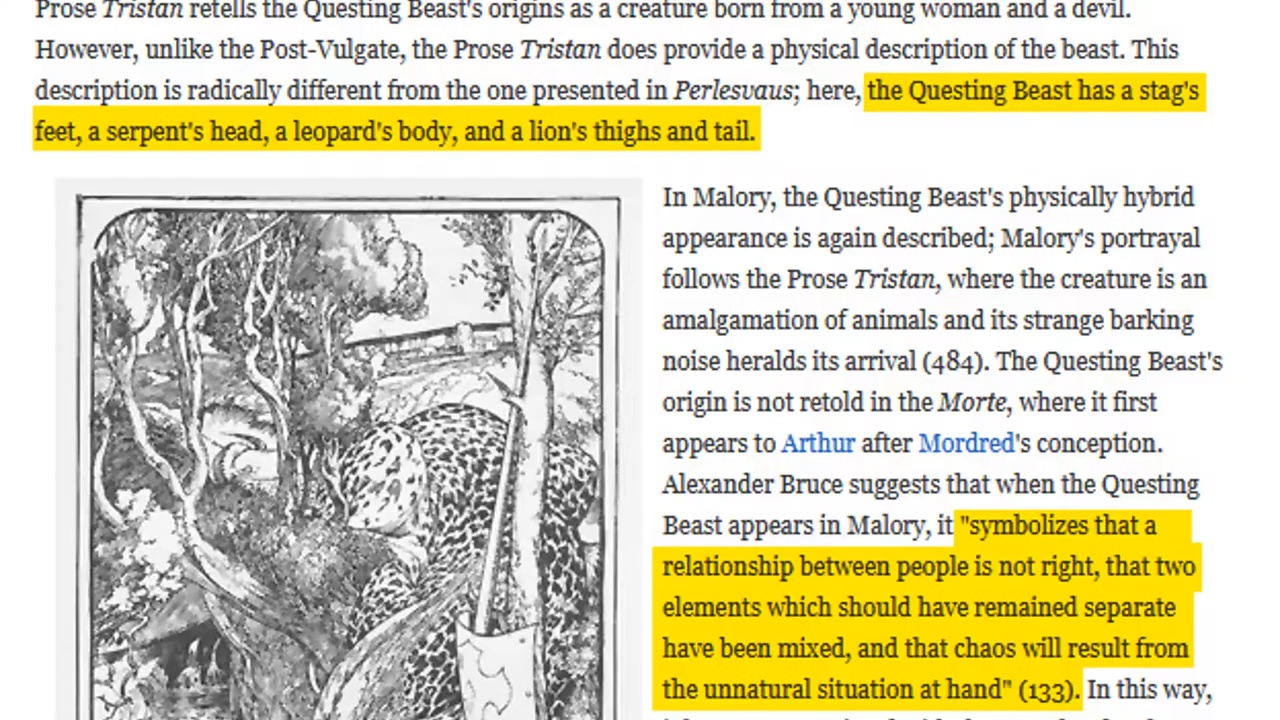 Prose Tristan retells the Questing Beast's origins as a creature born from a young woman and a devil.
However, unlike the Post-Vulgate, the Prose Tristan does provide a physical description of the beast. This
description is radically different from the one presented in Perlesvaus; here, the Questing Beast has a stag's
feet, a serpent's head, a leopard's body, and a lion's thighs and tail.
In Malory, the Questing Beast's physically hybrid
appearance is again described; Malory's portrayal
follows the Prose Tristan, where the creature is an
amalgamation of animals and its strange barking
noise heralds its arrival (484). The Questing Beast's
origin is not retold in the Morte, where it first
appears to Arthur after Mordred's conception.
Alexander Bruce suggests that when the Questing
Beast appears in Malory, it "symbolizes that a
relationship between people is not right, that two
elements which should have remained separate
have been mixed, and that chaos will result from
the unnatural situation at hand" (133). In this way,